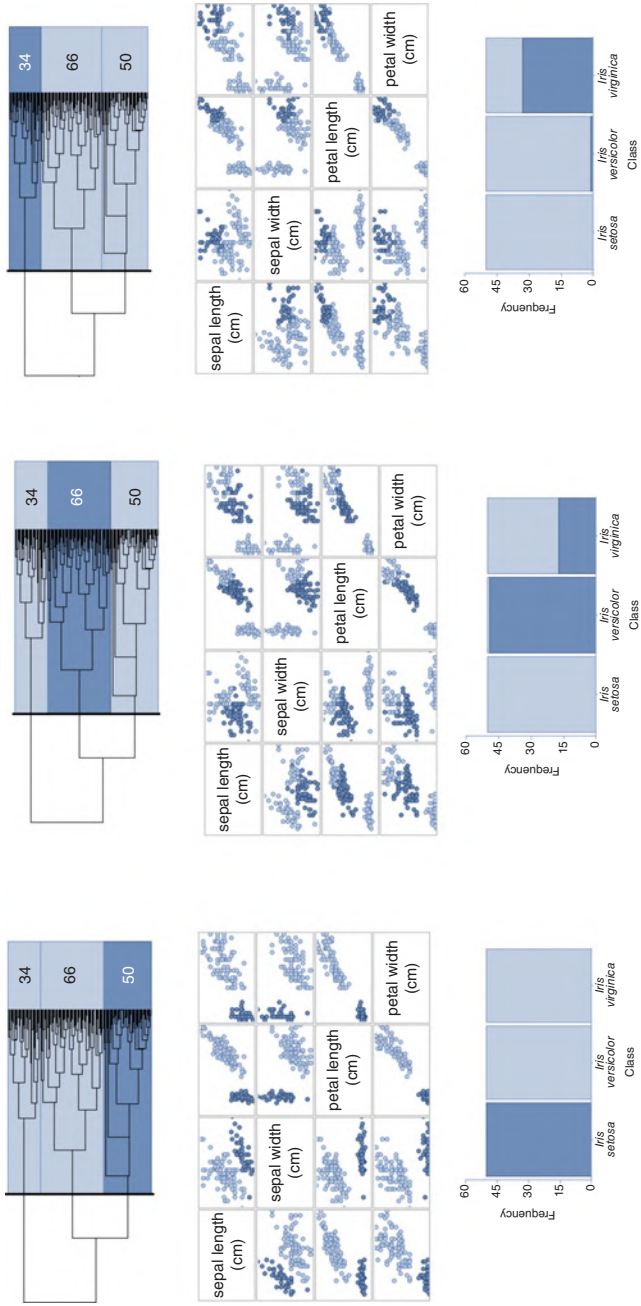 34
66
50
sepal length
(cm)
sepal width
(cm)
petal length
(cm)
petal width
(cm)
60
45
30
15
0
Frequency
Iris
setosa
Iris
versicolor
Iris
virginica
Class
34
66
50
sepal length
(cm)
sepal width
(cm)
petal length
(cm)
petal width
(cm)
60
45
30
15
0
Frequency
Iris
setosa
Iris
versicolor
Iris
virginica
Class
34
66
50
sepal length
(cm)
sepal width
(cm)
petal length
(cm)
petal width
(cm)
60
45
30
15
0
Frequency
Iris
setosa
Iris
versicolor
Iris
virginica
Class